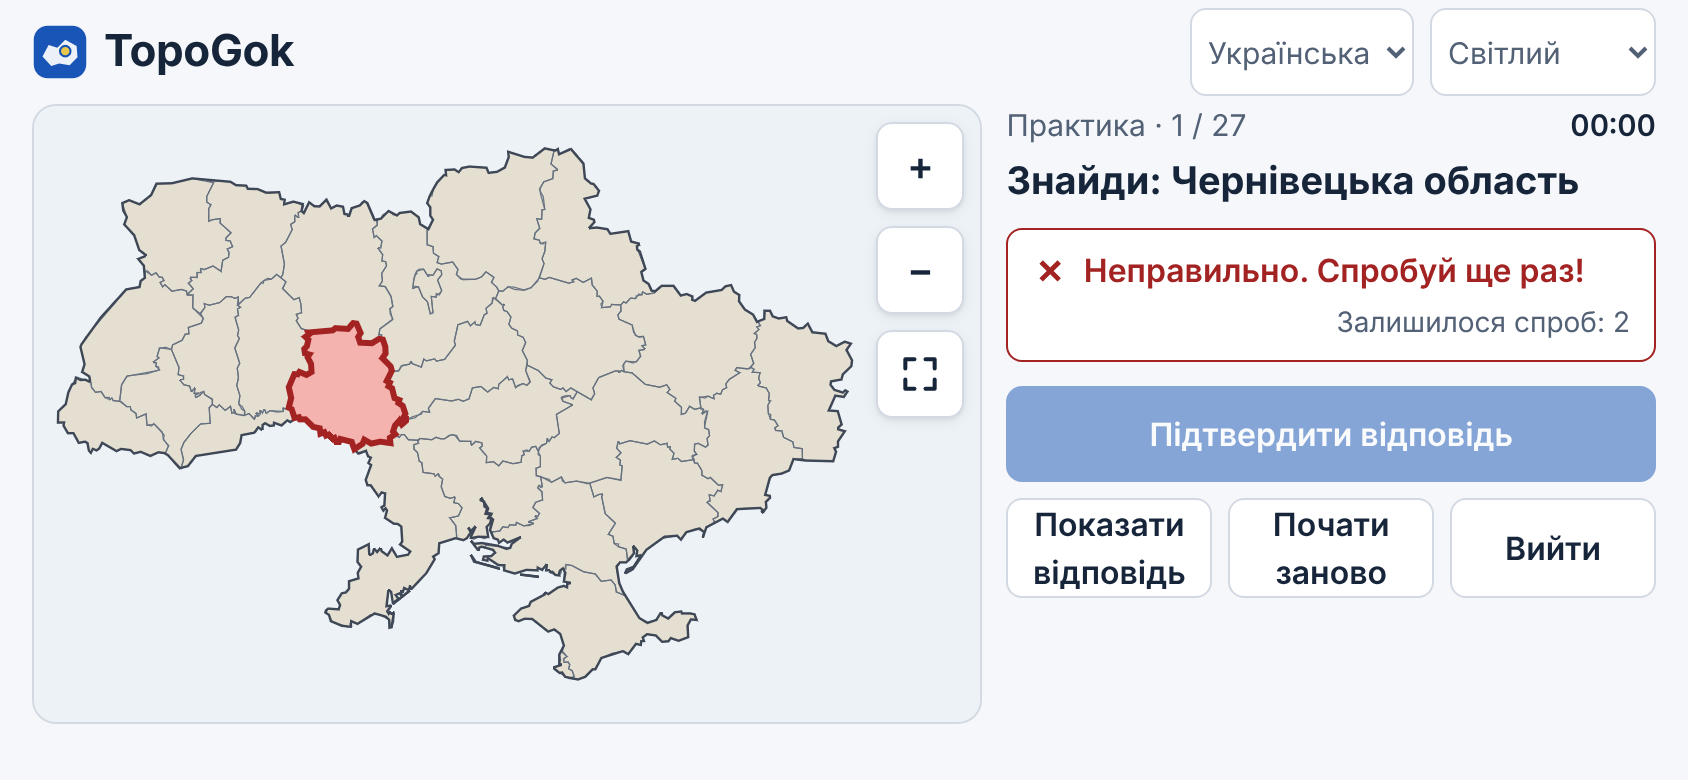 TopoGok
Українська
Світлий
Практика · 1 / 27
00:00
Знайди: Чернівецька область
+
−
× Неправильно. Спробуй ще раз!
Залишилося спроб: 2
Підтвердити відповідь
Показати
відповідь
Почати
заново
Вийти